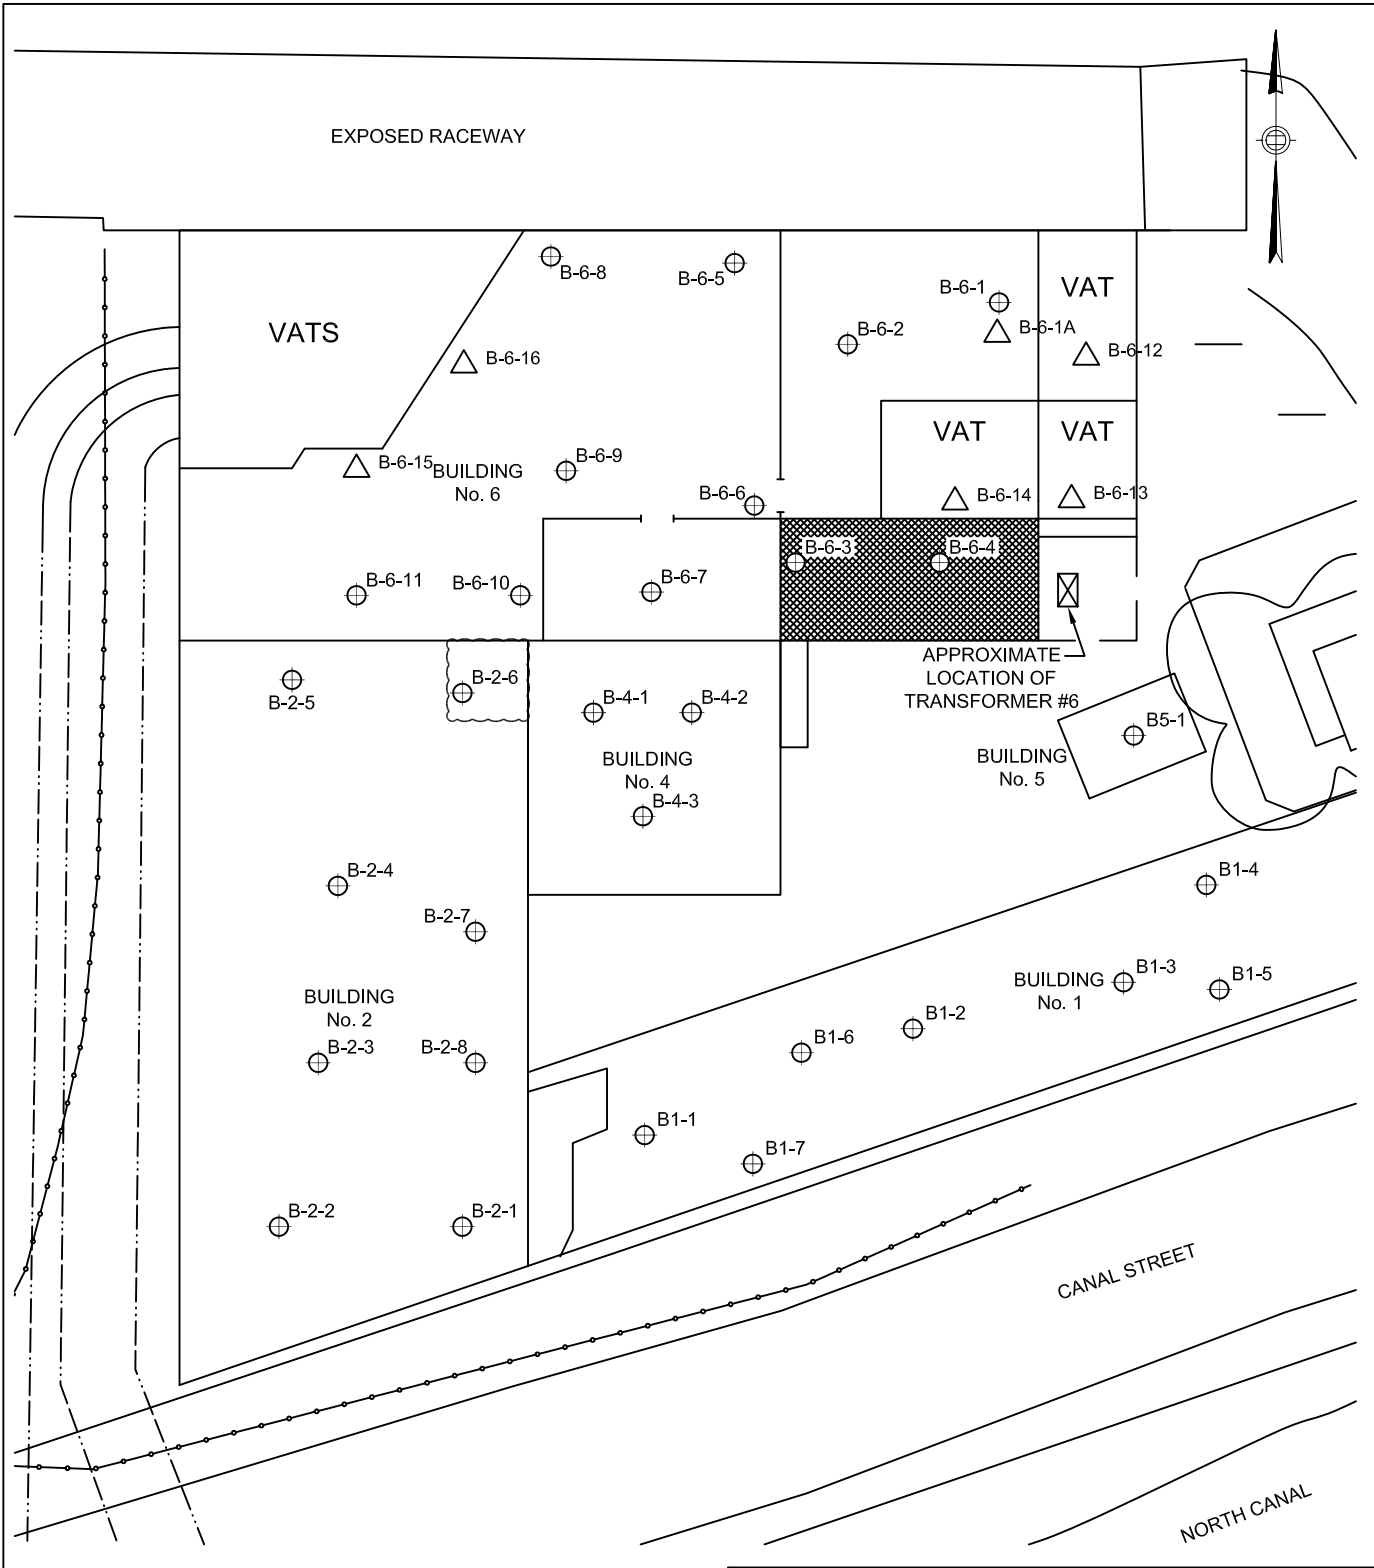 EXPOSED RACEWAY
B-6-8
B-6-5
B-6-1
VAT
VATS
B-6-2
B-6-1A
B-6-12
B-6-16
VAT
VAT
B-6-15
BUILDING
No. 6
B-6-9
B-6-6
B-6-14
B-6-13
B-6-3
B-6-4
B-6-11
B-6-10
B-6-7
APPROXIMATE
LOCATION OF
TRANSFORMER #6
B-2-5
B-2-6
B-4-1
B-4-2
B5-1
BUILDING
No. 4
BUILDING
No. 5
B-4-3
B-2-4
B1-4
B-2-7
BUILDING
No. 2
BUILDING
No. 1
B1-3
B1-5
B1-2
B1-6
B-2-3
B-2-8
B1-1
B1-7
B-2-2
B-2-1
CANAL STREET
NORTH CANAL